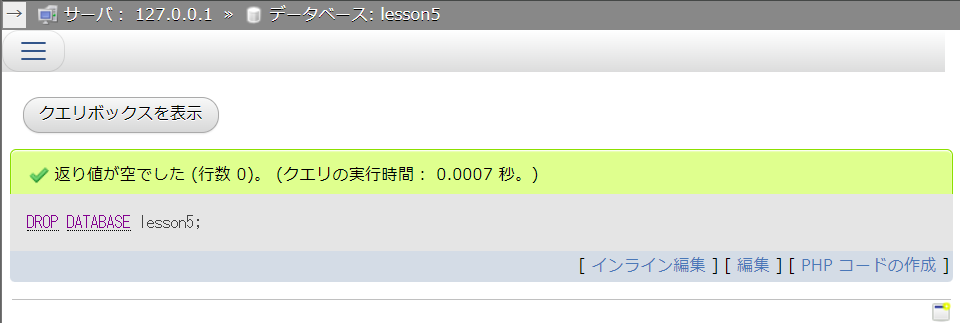 → サーバ： 127.0.0.1 » データベース: lesson5
クエリボックスを表示
返り値が空でした (行数 0)。 (クエリの実行時間： 0.0007 秒。)
DROP DATABASE lesson5;
[ インライン編集 ] [ 編集 ] [ PHP コードの作成 ]